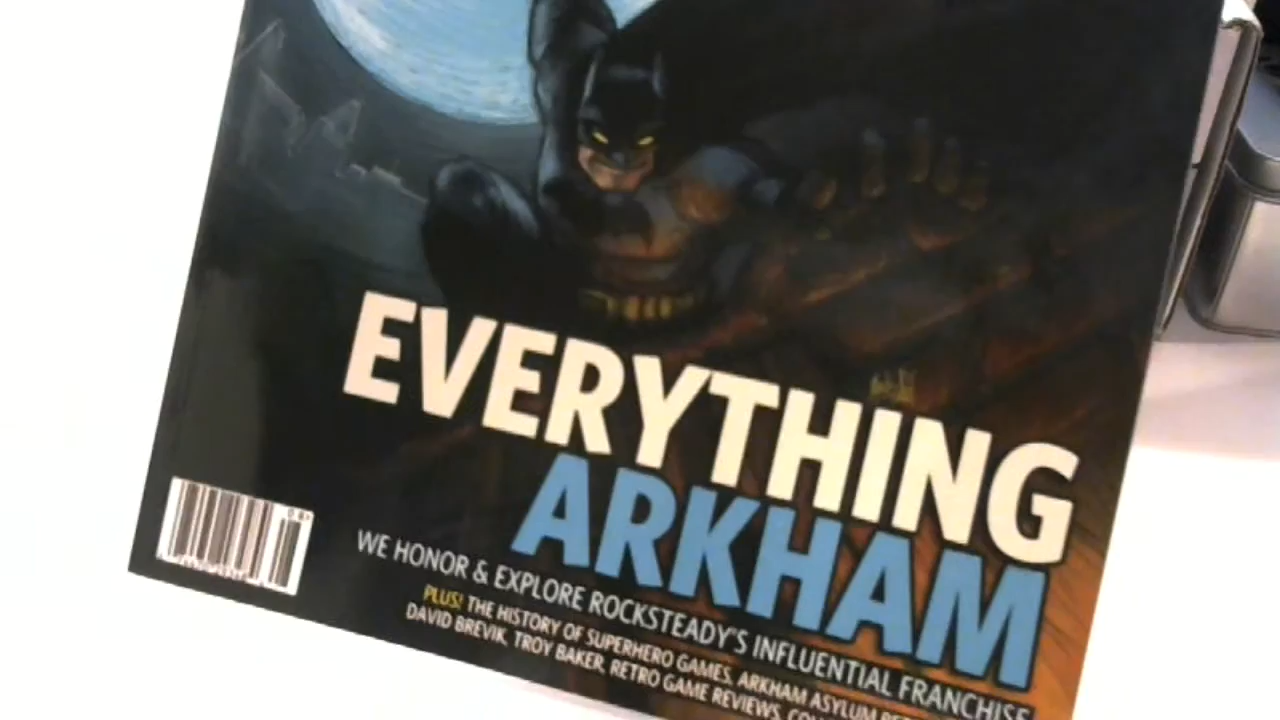 EVERYTHING
ARKHAM
WE HONOR & EXPLORE ROCKSTEADY'S INFLUENTIAL FRANCHISE
PLUS! THE HISTORY OF SUPERHERO GAMES, ARKHAM ASYLUM
DAVID BREVIK, TROY BAKER, RETRO GAME REVIEWS,